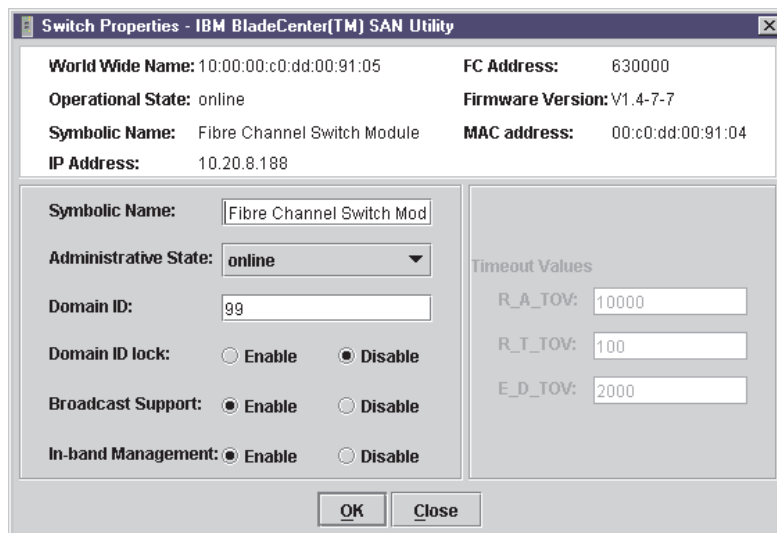 Switch Properties - IBM BladeCenter(TM) SAN Utility
World Wide Name: 10:00:00:c0:dd:00:91:05 FC Address: 630000
Operational State: online Firmware Version: V1.4-7-7
Symbolic Name: Fibre Channel Switch Module MAC address: 00:c0:dd:00:91:04
IP Address: 10.20.8.188
Symbolic Name: Fibre Channel Switch Mod
Administrative State: online
Domain ID: 99
Domain ID lock: Enable Disable
Broadcast Support: Enable Disable
In-band Management: Enable Disable
Timeout Values
R_A_TOV: 10000
R_T_TOV: 100
E_D_TOV: 2000
OK Close